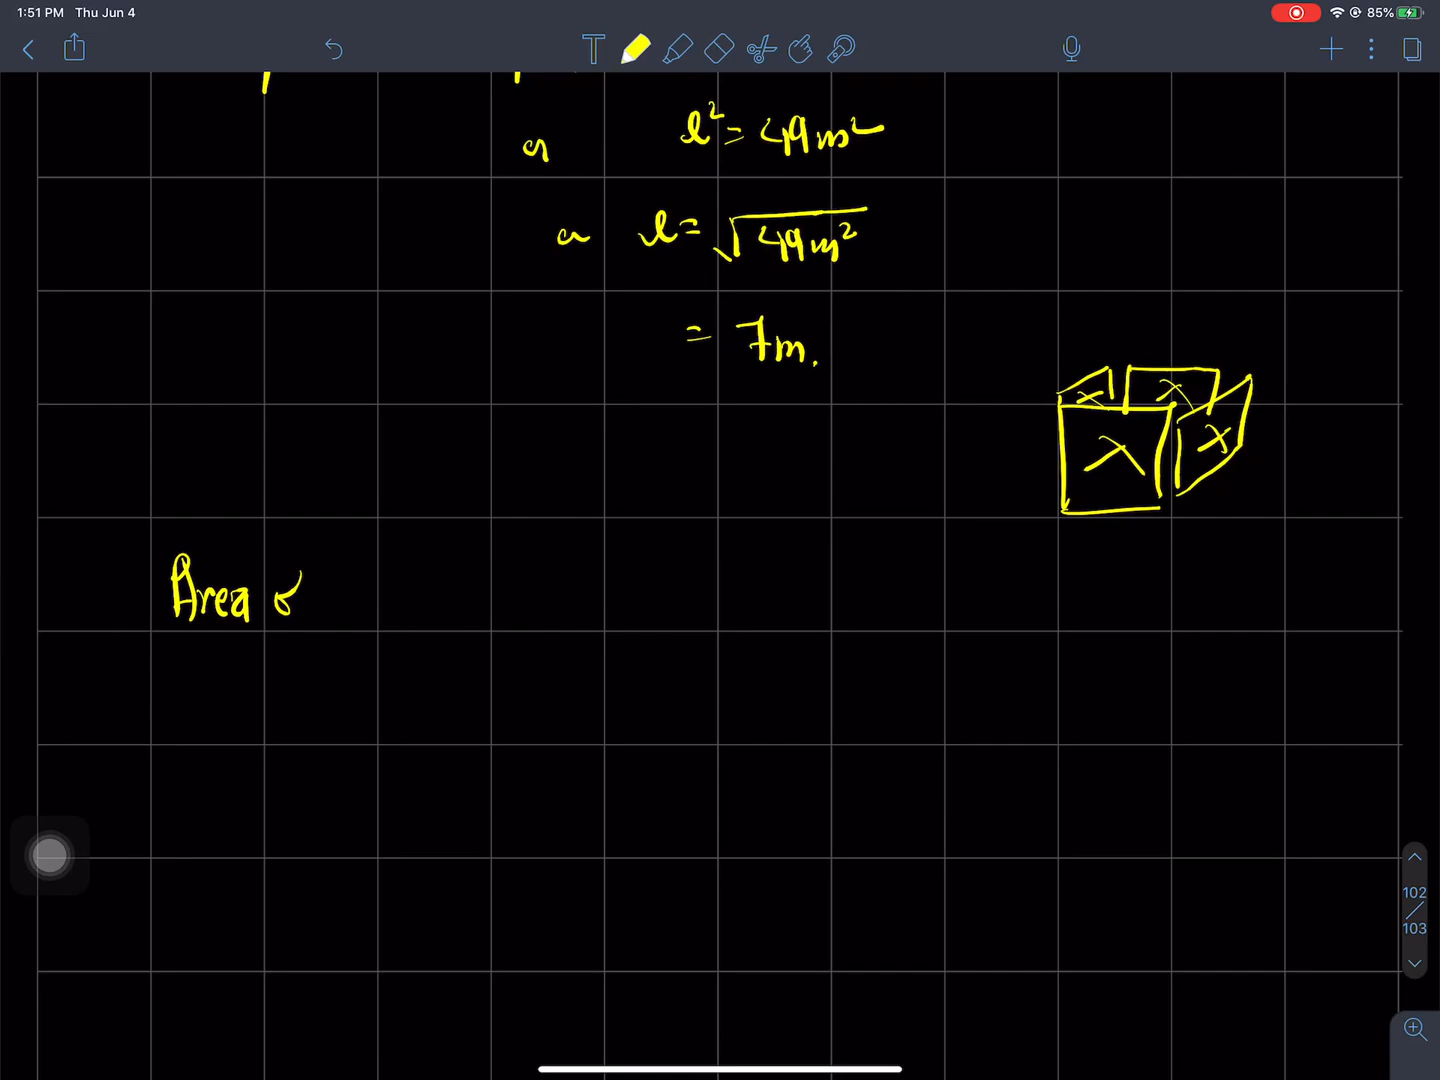 1:51 PM Thu Jun 4
85%
l² = 49m²
l = √49m²
= 7m.
x x
x x
Area o
102
103